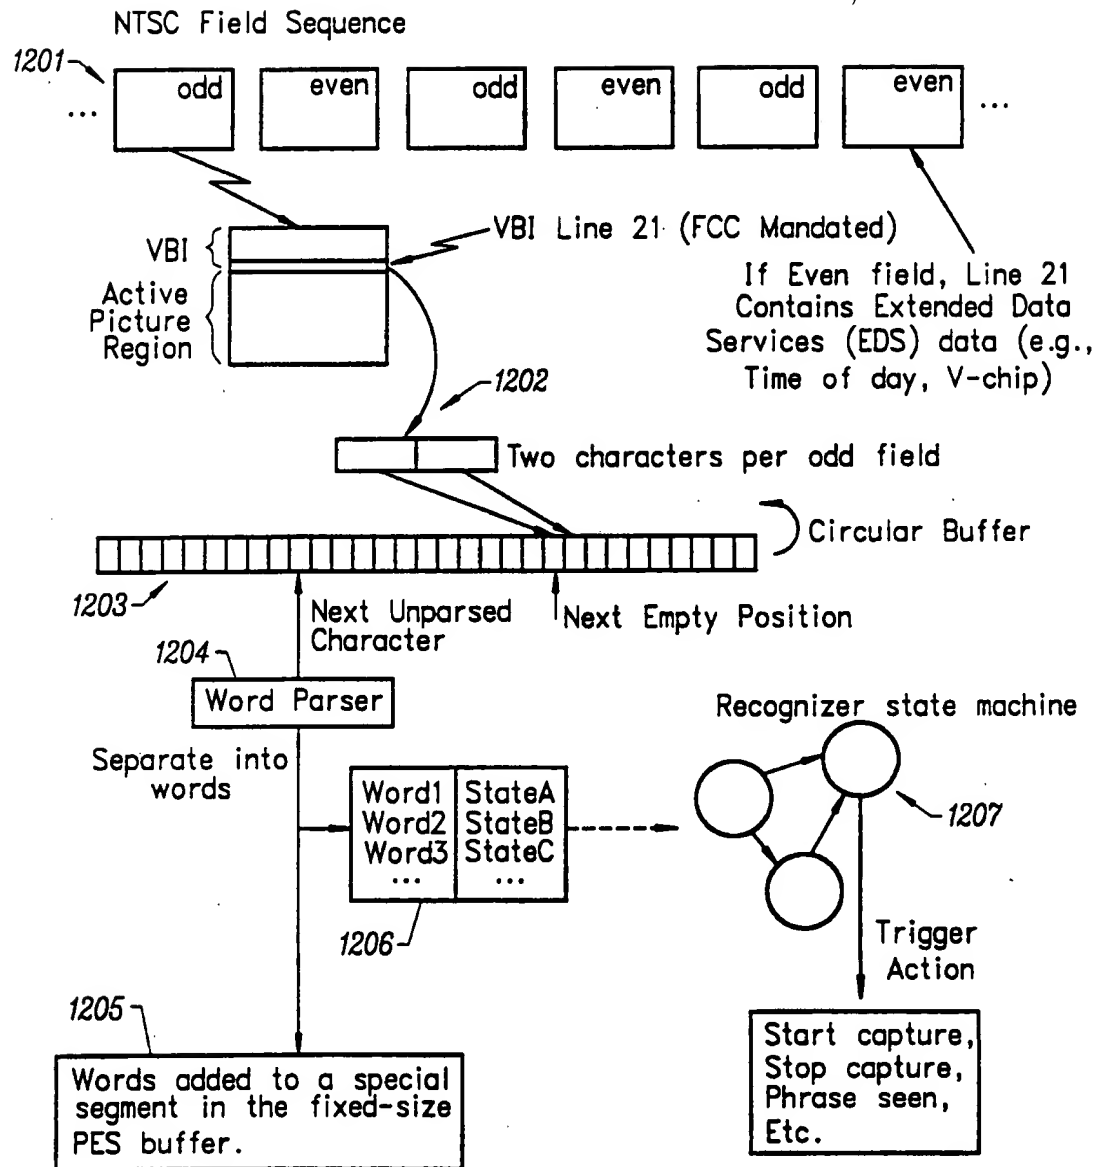 NTSC Field Sequence
1201
... odd even odd even odd even ...
VBI
VBI Line 21 (FCC Mandated)
Active
Picture
Region
If Even field, Line 21
Contains Extended Data
Services (EDS) data (e.g.,
Time of day, V-chip)
1202
Two characters per odd field
Circular Buffer
1203
Next Unparsed
Character
Next Empty Position
1204
Word Parser
Separate into
words
Word1 StateA
Word2 StateB
Word3 StateC
... ...
1206
Recognizer state machine
1207
Trigger
Action
1205
Words added to a special
segment in the fixed-size
PES buffer.
Start capture,
Stop capture,
Phrase seen,
Etc.